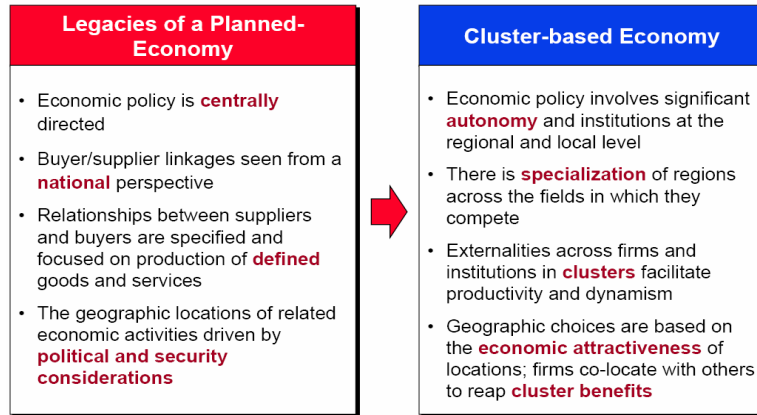 Legacies of a Planned-
Economy
• Economic policy is centrally
directed
• Buyer/supplier linkages seen from a
national perspective
• Relationships between suppliers
and buyers are specified and
focused on production of defined
goods and services
• The geographic locations of related
economic activities driven by
political and security
considerations
Cluster-based Economy
• Economic policy involves significant
autonomy and institutions at the
regional and local level
• There is specialization of regions
across the fields in which they
compete
• Externalities across firms and
institutions in clusters facilitate
productivity and dynamism
• Geographic choices are based on
the economic attractiveness of
locations; firms co-locate with others
to reap cluster benefits